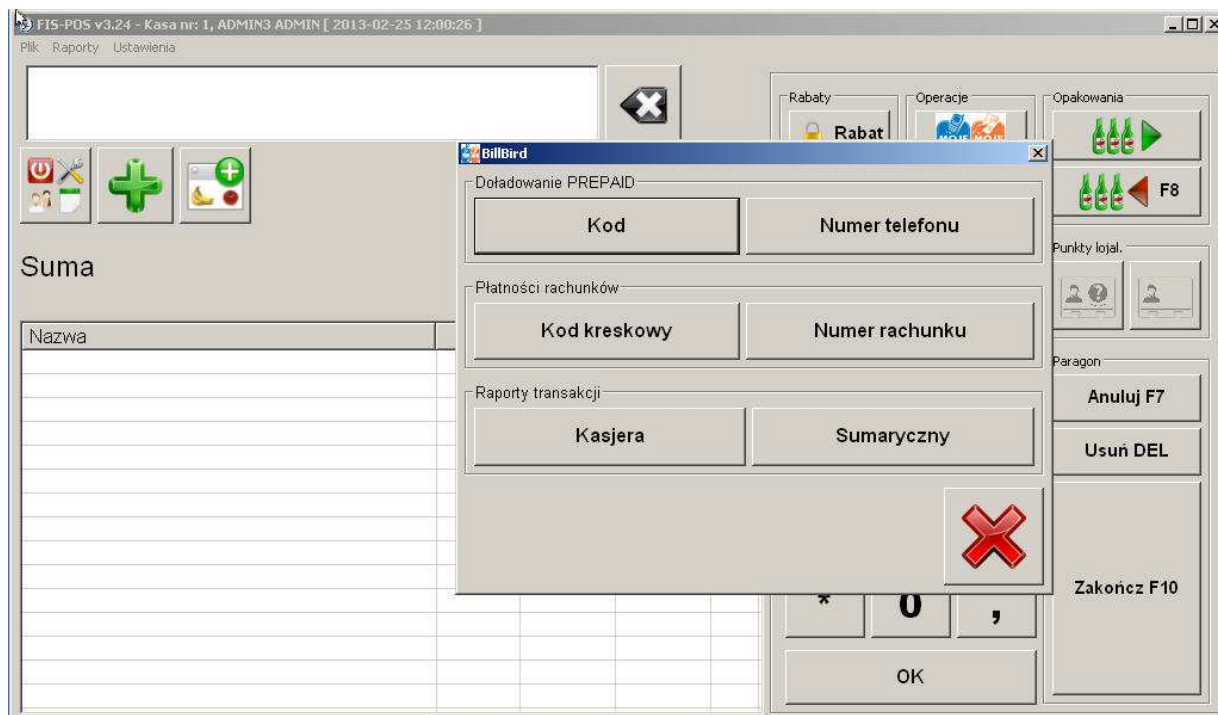 FIS-POS v3.24 - Kasa nr: 1, ADMIN3 ADMIN [ 2013-02-25 12:00:26 ]
Plik Raporty Ustawienia
Rabaty Operacje Opakowania
Rabat
MOJE MOJE
BillBird
Doładowanie PREPAID
Kod Numer telefonu
F8
Punkty lojal.
Suma
Płatności rachunków
Kod kreskowy Numer rachunku
Nazwa
Paragon
Raporty transakcji
Anuluj F7
Kasjera Sumaryczny
Usuń DEL
Zakończ F10
* 0 ,
OK